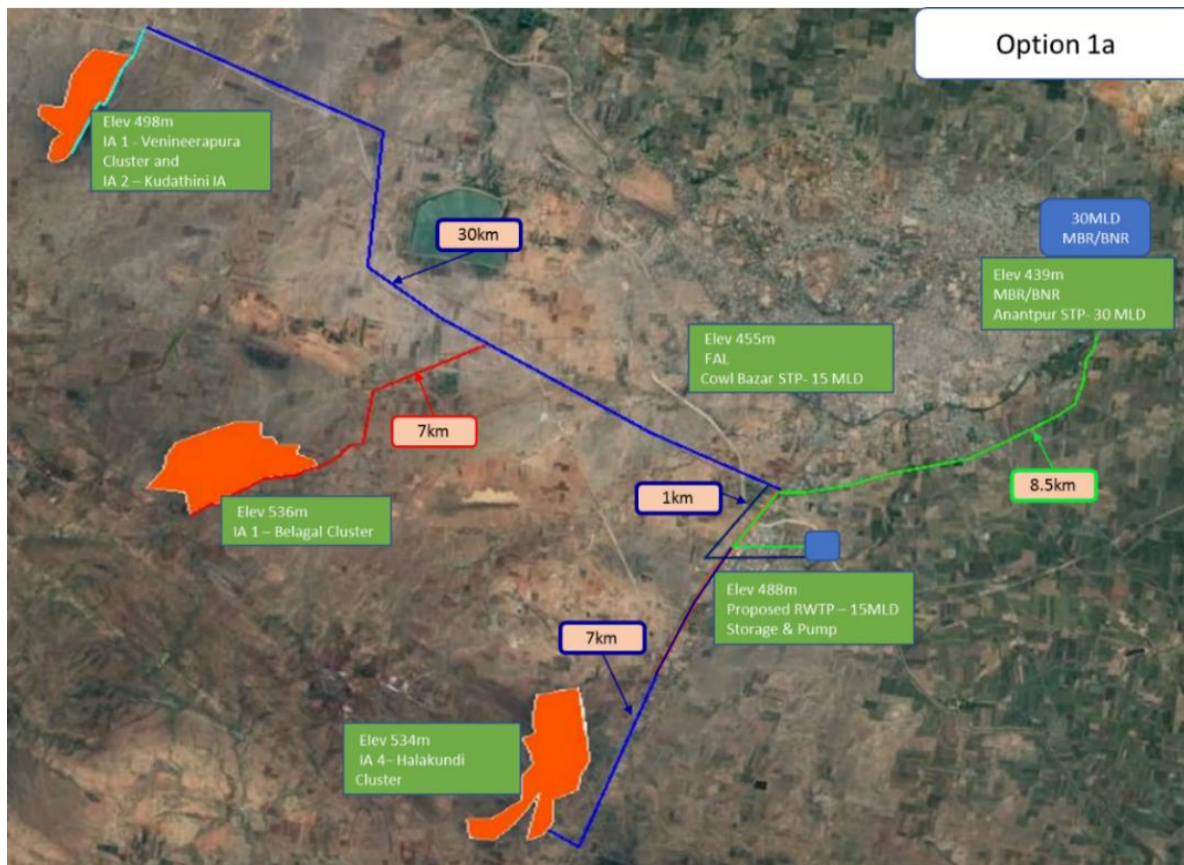 Option 1a
Elev 498m
IA 1 - Venineerapura
Cluster and
IA 2 – Kudathini IA
30km
30MLD
MBR/BNR
Elev 439m
MBR/BNR
Anantpur STP- 30 MLD
Elev 455m
FAL
Cowl Bazar STP- 15 MLD
7km
8.5km
1km
Elev 536m
IA 1 – Belagal Cluster
Elev 488m
Proposed RWTP – 15MLD
Storage & Pump
7km
Elev 534m
IA 4– Halakundi
Cluster